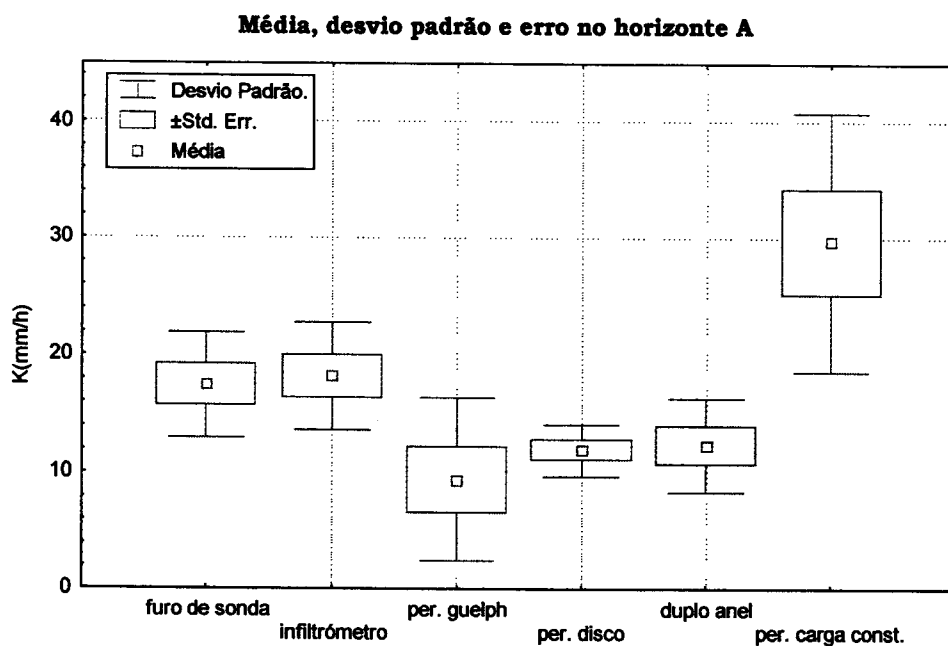 Média, desvio padrão e erro no horizonte A
Desvio Padrão.
±Std. Err.
Média
K(mm/h)
40
30
20
10
0
furo de sonda
infiltrómetro
per. guelph
per. disco
duplo anel
per. carga const.